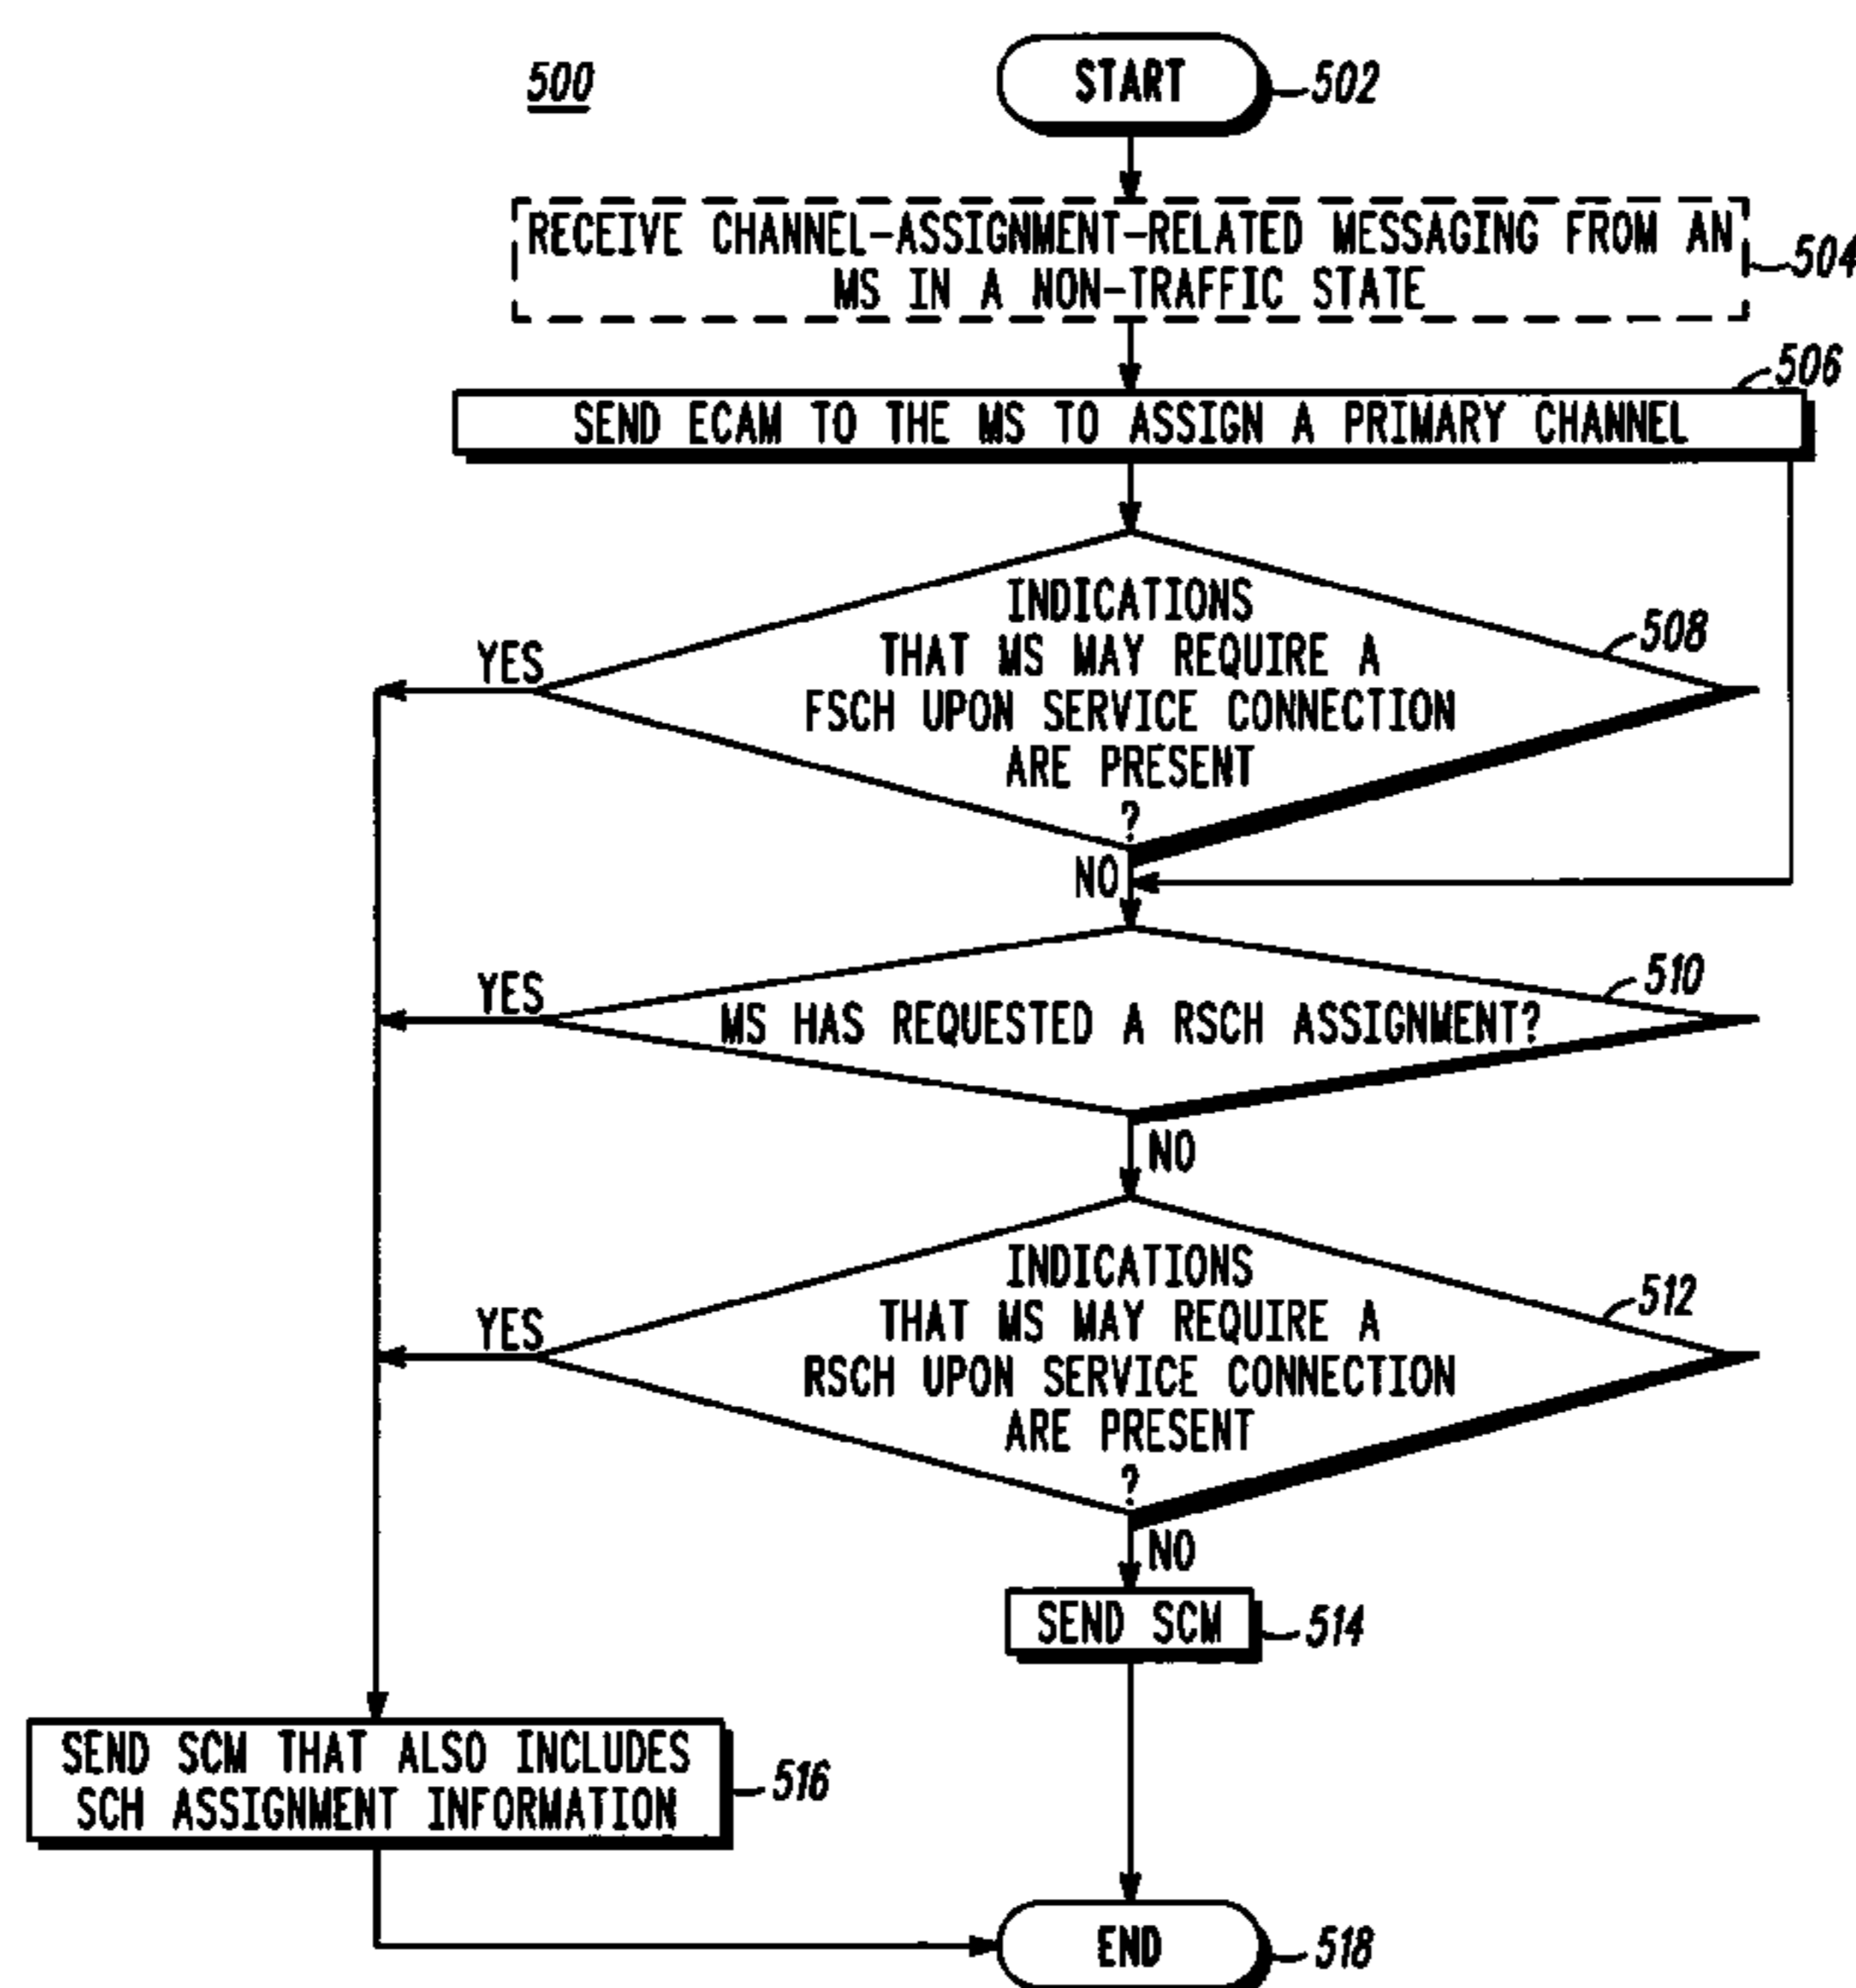 500
START
502
RECEIVE CHANNEL-ASSIGNMENT-RELATED MESSAGING FROM AN
MS IN A NON-TRAFFIC STATE
504
506
SEND ECAM TO THE MS TO ASSIGN A PRIMARY CHANNEL
INDICATIONS
THAT MS MAY REQUIRE A
FSCH UPON SERVICE CONNECTION
ARE PRESENT
?
508
YES
NO
510
YES
MS HAS REQUESTED A RSCH ASSIGNMENT?
NO
INDICATIONS
THAT MS MAY REQUIRE A
RSCH UPON SERVICE CONNECTION
ARE PRESENT
?
512
YES
NO
SEND SCM
514
SEND SCM THAT ALSO INCLUDES
SCH ASSIGNMENT INFORMATION
516
END
518